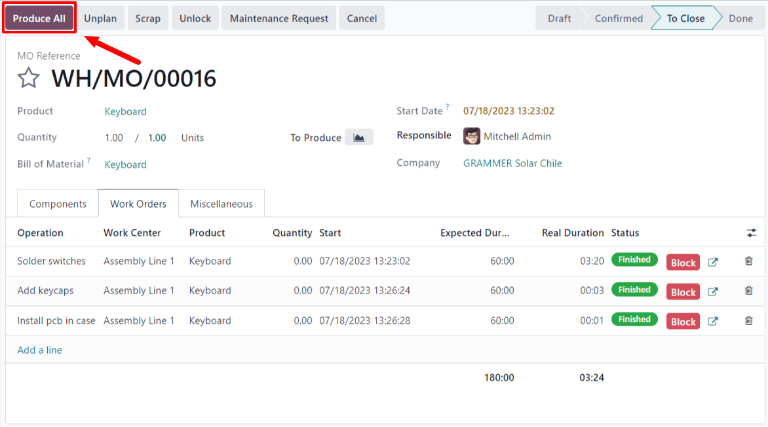 Produce All Unplan Scrap Unlock Maintenance Request Cancel Draft Confirmed To Close Done
MO Reference
WH/MO/00016
Product Keyboard Start Date ? 07/18/2023 13:23:02
Quantity 1.00 / 1.00 Units To Produce Responsible Mitchell Admin
Bill of Material ? Keyboard Company GRAMMER Solar Chile
Components Work Orders Miscellaneous
Operation Work Center Product Quantity Start Expected Dur... Real Duration Status
Solder switches Assembly Line 1 Keyboard 0.00 07/18/2023 13:23:02 60:00 03:20 Finished Block
Add keycaps Assembly Line 1 Keyboard 0.00 07/18/2023 13:26:24 60:00 00:03 Finished Block
Install pcb in case Assembly Line 1 Keyboard 0.00 07/18/2023 13:26:28 60:00 00:01 Finished Block
Add a line
180:00 03:24